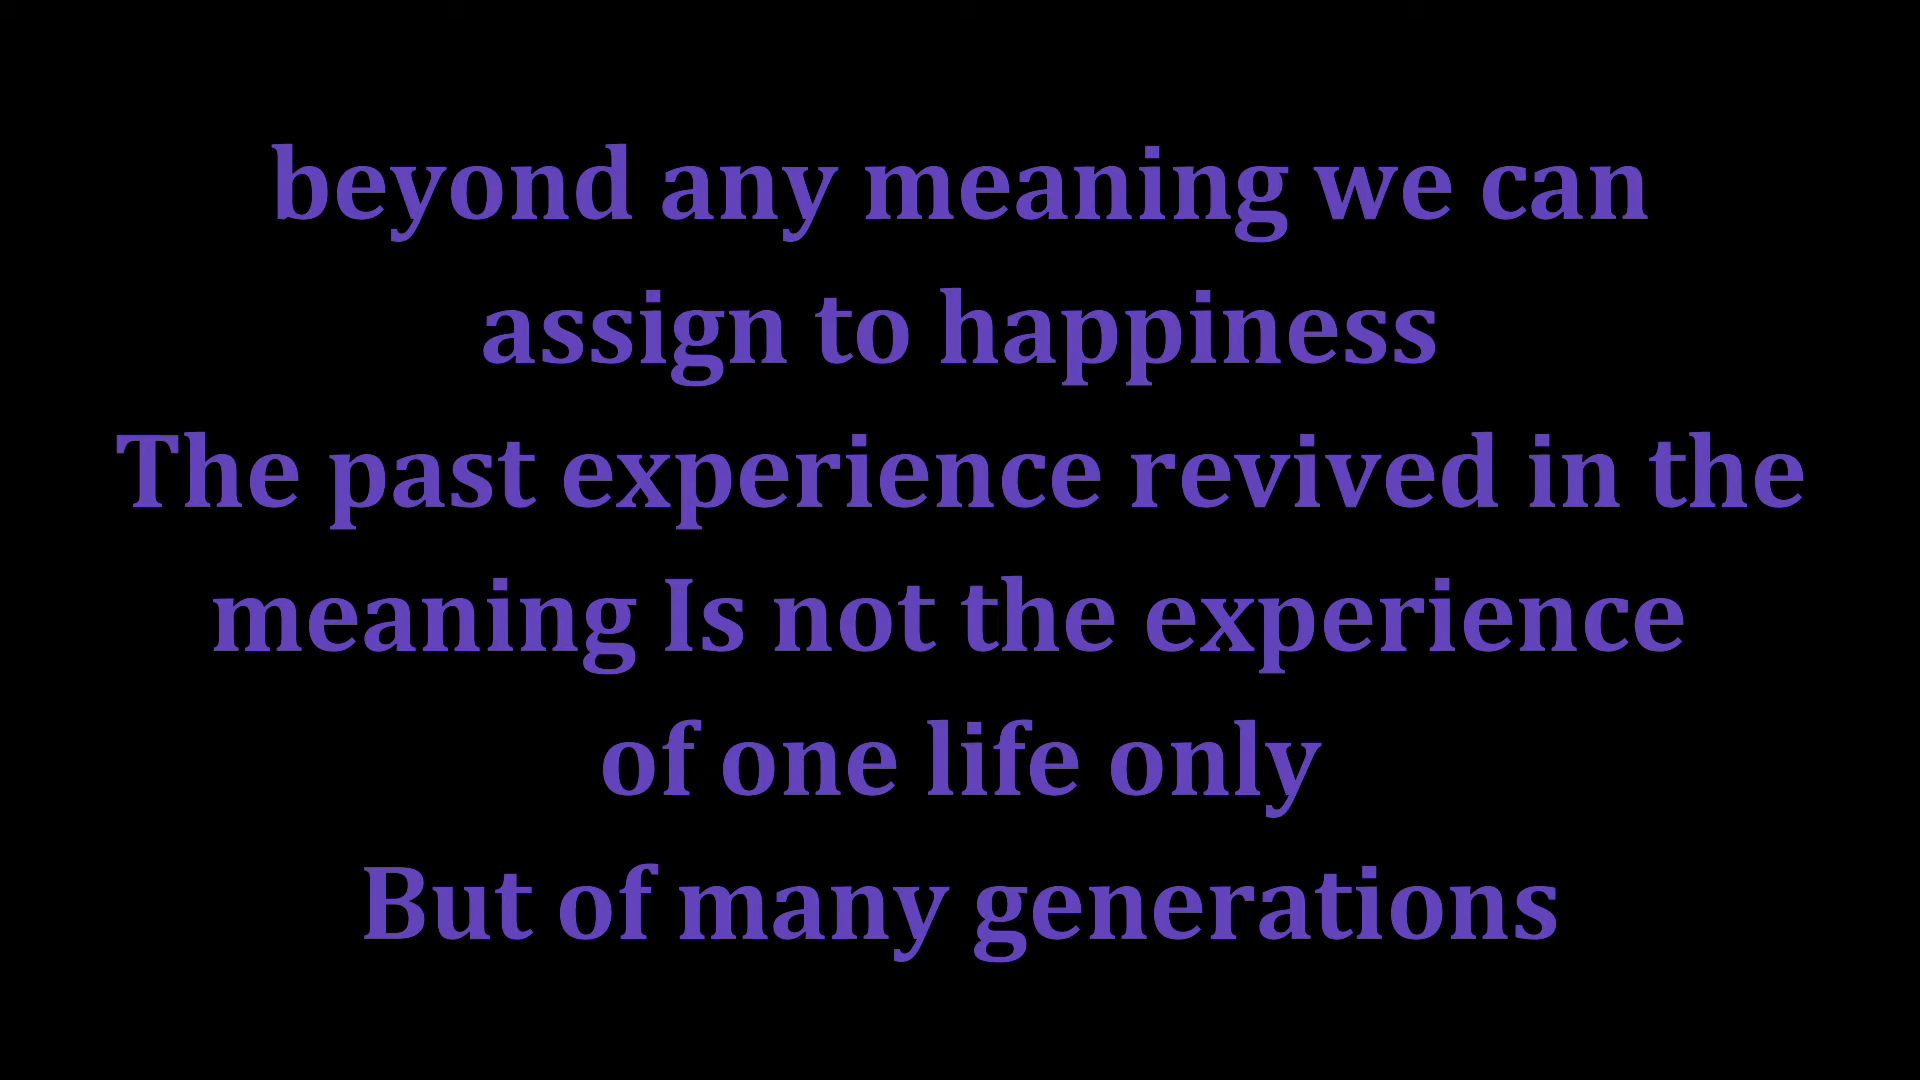 beyond any meaning we can
assign to happiness
The past experience revived in the
meaning Is not the experience
of one life only
But of many generations